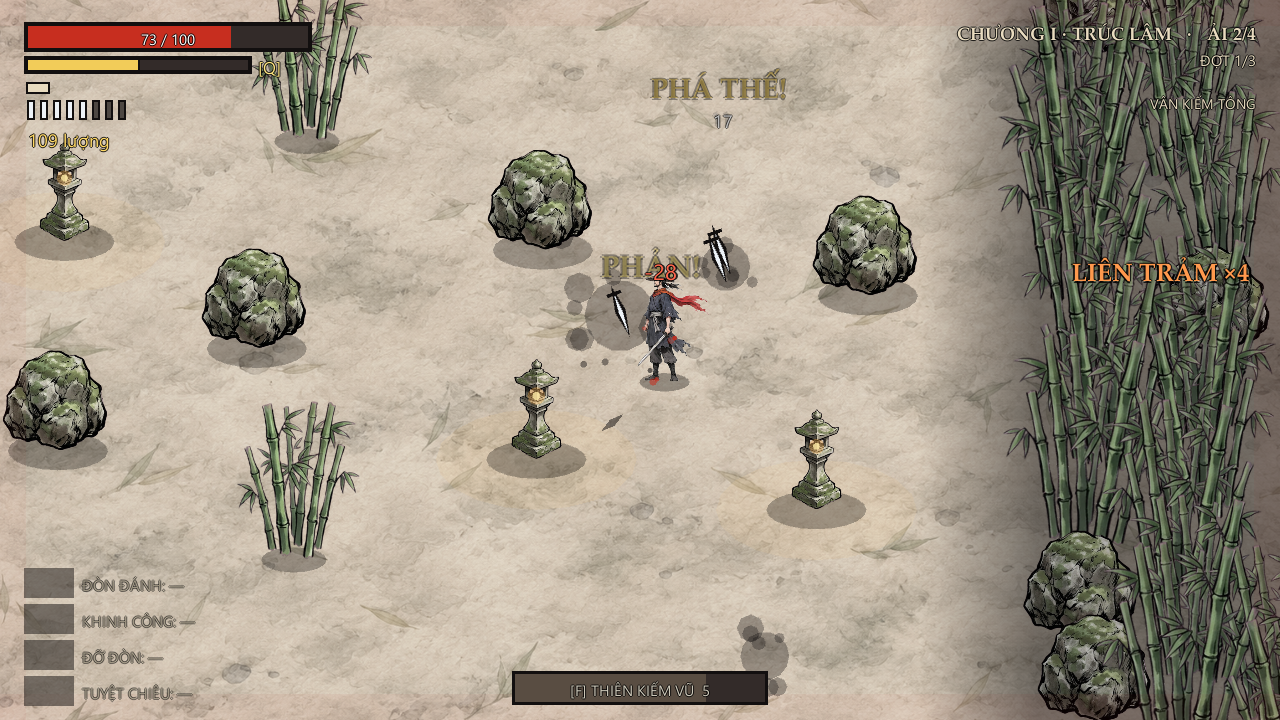 73 / 100
[Q]
109 lượng
CHƯƠNG I · TRÚC LÂM · ẢI 2/4
ĐỢT 1/3
VẤN KIẾM TÔNG
PHÁ THẾ!
17
PHẢN!
-28
LIÊN TRẢM ×4
ĐÒN ĐÁNH: —
KHINH CÔNG: —
ĐỠ ĐÒN: —
TUYỆT CHIÊU: —
[F] THIÊN KIẾM VŨ 5